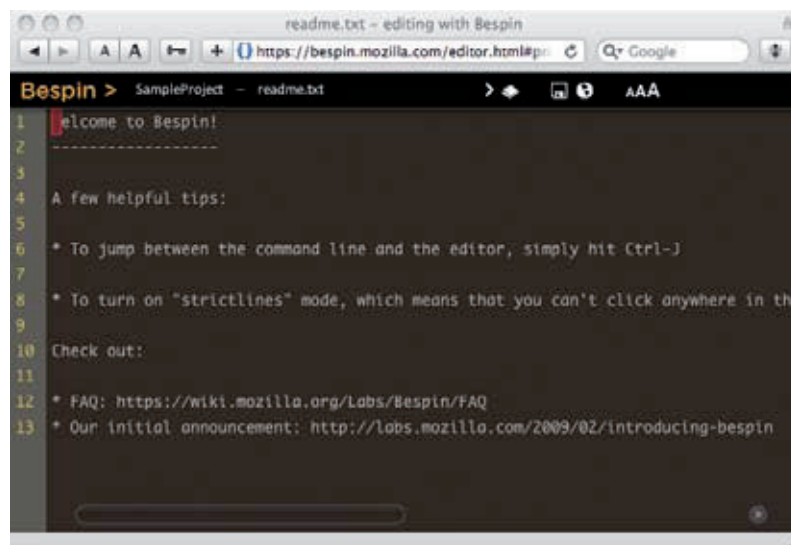 readme.txt – editing with Bespin
A A + https://bespin.mozilla.com/editor.html#p Google
Bespin > SampleProject – readme.txt > AAA
1 elcome to Bespin!
2 ------------------
3
4 A few helpful tips:
5
6 * To jump between the command line and the editor, simply hit Ctrl-J
7
8 * To turn on "strictlines" mode, which means that you can't click anywhere in th
9
10 Check out:
11
12 * FAQ: https://wiki.mozilla.org/Labs/Bespin/FAQ
13 * Our initial announcement: http://labs.mozilla.com/2009/02/introducing-bespin